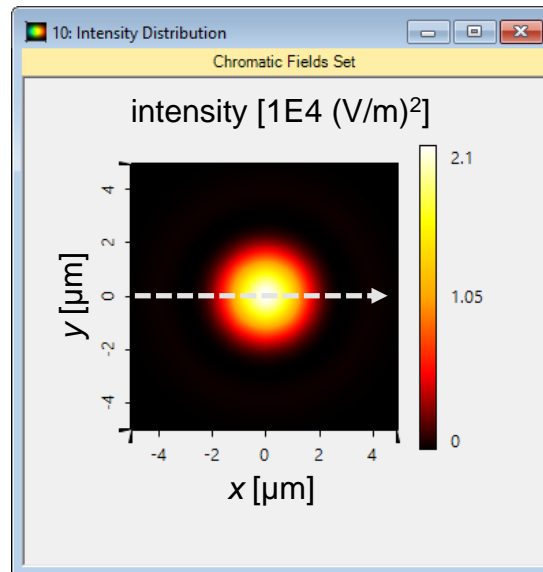 10: Intensity Distribution
Chromatic Fields Set
intensity [1E4 (V/m)²]
2.1
1.05
0
y [µm]
4
2
0
-2
-4
-4 -2 0 2 4
x [µm]